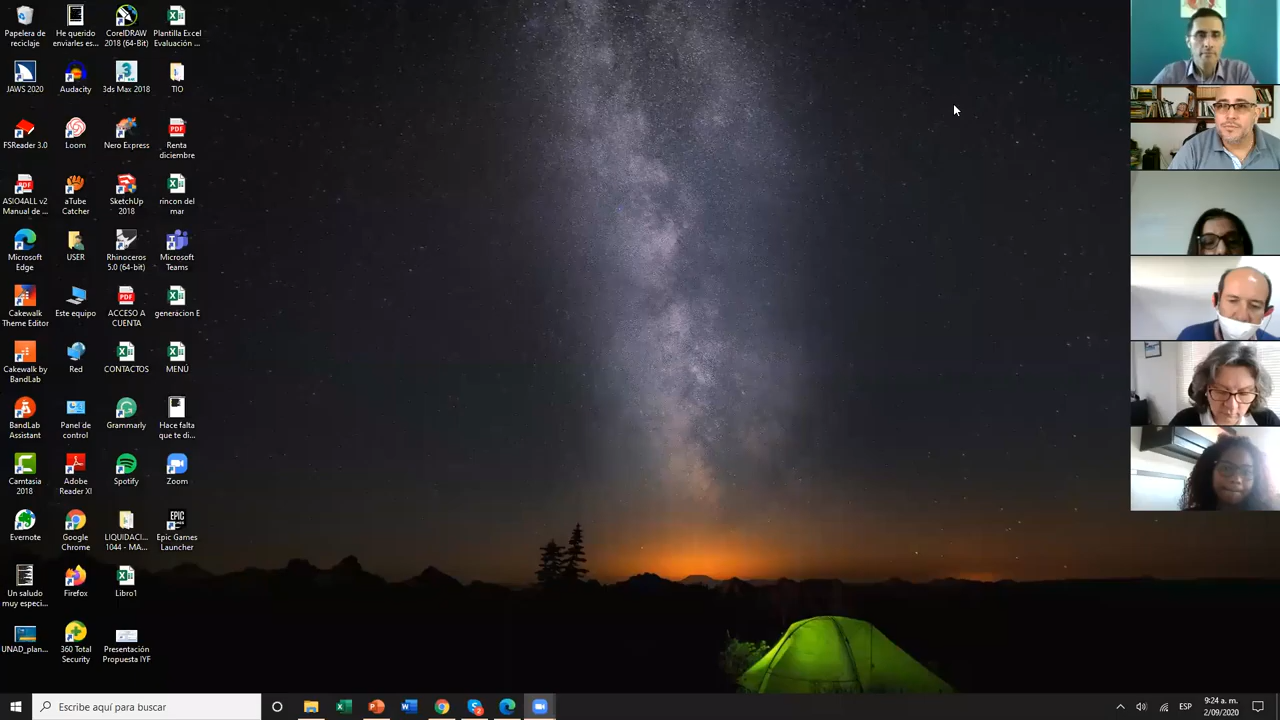 Papelera de
reciclaje
He querido
enviarles es...
CorelDRAW
2018 (64-Bit)
Plantilla Excel
Evaluación ...
JAWS 2020
Audacity
3ds Max 2018
TIO
FSReader 3.0
Loom
Nero Express
Renta
diciembre
ASIO4ALL v2
Manual de ...
aTube
Catcher
SketchUp
2018
rincon del
mar
Microsoft
Edge
USER
Rhinoceros
5.0 (64-bit)
Microsoft
Teams
Cakewalk
Theme Editor
Este equipo
ACCESO A
CUENTA
generacion E
Cakewalk by
BandLab
Red
CONTACTOS
MENÚ
BandLab
Assistant
Panel de
control
Grammarly
Hace falta
que te di...
Camtasia
2018
Adobe
Reader XI
Spotify
Zoom
Evernote
Google
Chrome
LIQUIDACI...
1044 - MA...
Epic Games
Launcher
Un saludo
muy especi...
Firefox
Libro1
UNAD_plan...
360 Total
Security
Presentación
Propuesta IYF
Escribe aquí para buscar
ESP
9:24 a. m.
2/09/2020